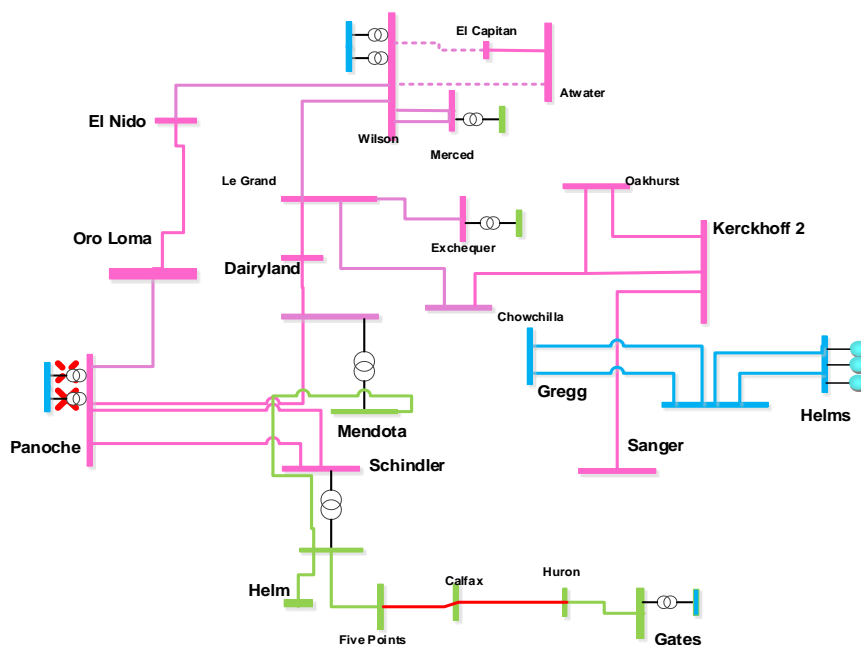 El Capitan
Atwater
El Nido
Wilson
Merced
Le Grand
Oakhurst
Kerckhoff 2
Oro Loma
Exchequer
Dairyland
Chowchilla
Gregg
Helms
Mendota
Panoche
Sanger
Schindler
Helm
Calfax
Huron
Five Points
Gates